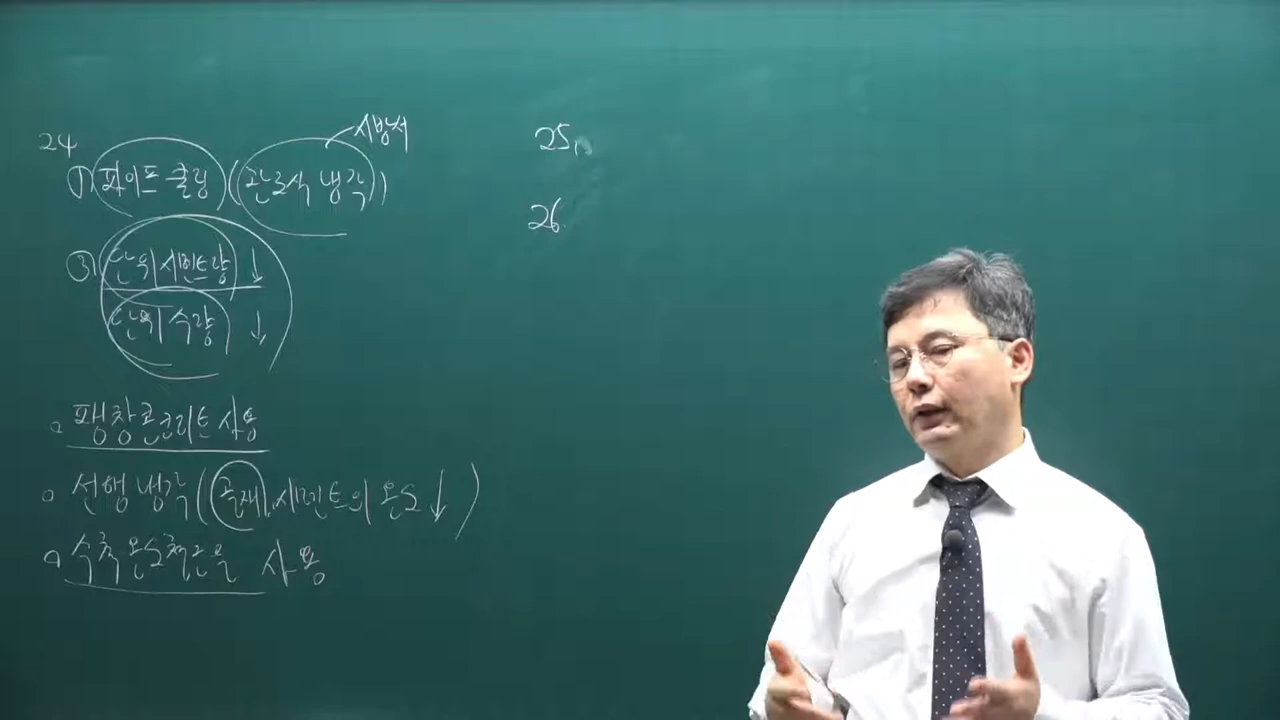 24
시방서
① 파이프 쿨링 (관로식 냉각)
③ 단위 시멘트량 ↓
단위 수량 ↓
팽창콘크리트 사용
선행 냉각 (골재, 시멘트의 온도 ↓)
수축 온도철근을 사용
25.
26.